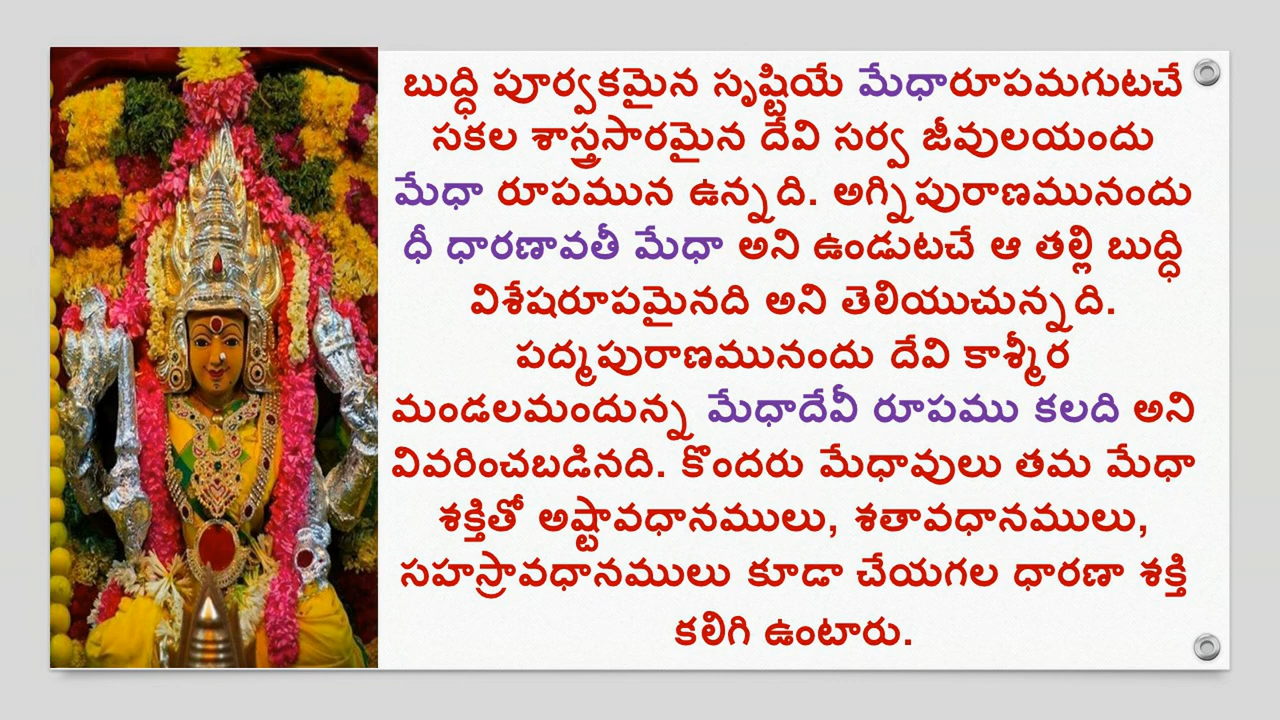 బుద్ధి పూర్వకమైన సృష్టియే మేధారూపమగుటచే
సకల శాస్త్రసారమైన దేవి సర్వ జీవులయందు
మేధా రూపమున ఉన్నది. అగ్నిపురాణమునందు
ధీ ధారణావతీ మేధా అని ఉండుటచే ఆ తల్లి బుద్ధి
విశేషరూపమైనది అని తెలియుచున్నది.
పద్మపురాణమునందు దేవి కాశ్మీర
మండలమందున్న మేధాదేవీ రూపము కలది అని
వివరించబడినది. కొందరు మేధావులు తమ మేధా
శక్తితో అష్టావధానములు, శతావధానములు,
సహస్రావధానములు కూడా చేయగల ధారణా శక్తి
కలిగి ఉంటారు.